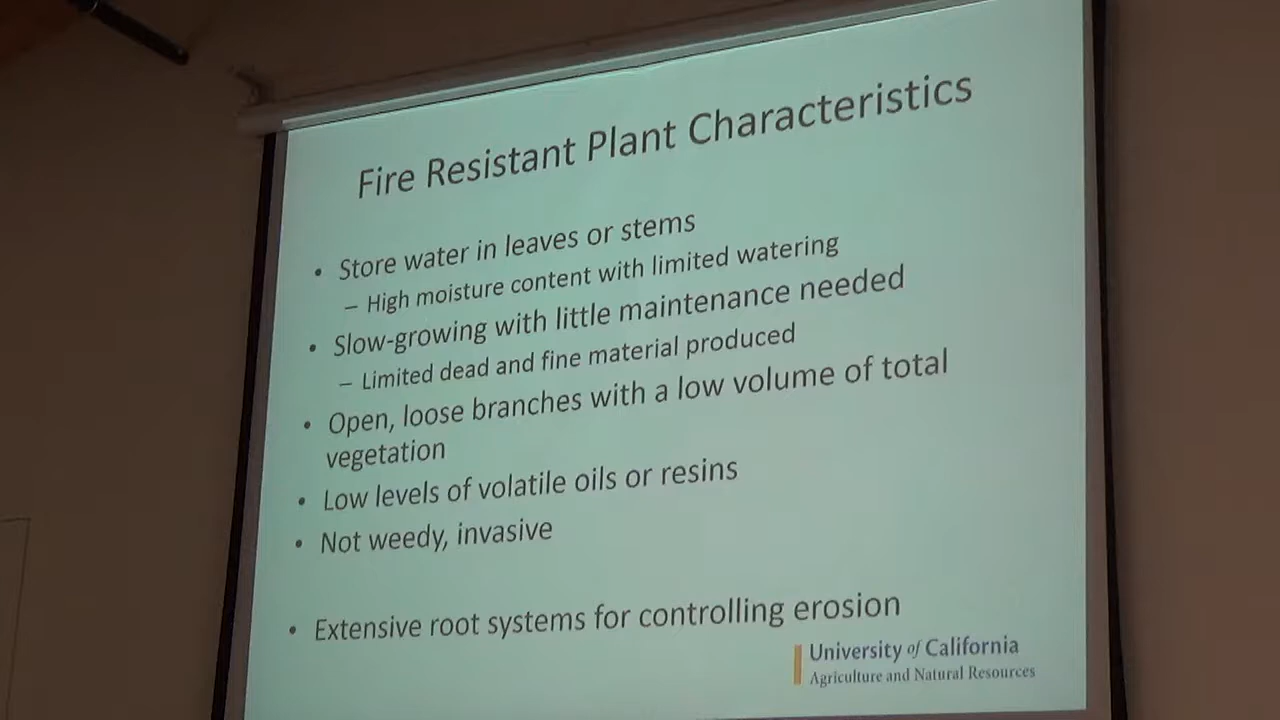 Fire Resistant Plant Characteristics
• Store water in leaves or stems
– High moisture content with limited watering
• Slow-growing with little maintenance needed
– Limited dead and fine material produced
• Open, loose branches with a low volume of total
vegetation
• Low levels of volatile oils or resins
• Not weedy, invasive
• Extensive root systems for controlling erosion
University of California
Agriculture and Natural Resources